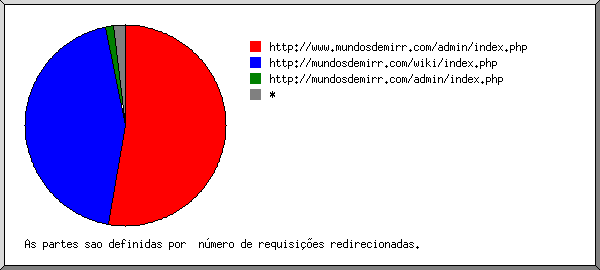 http://www.mundosdemirr.com/admin/index.php
http://mundosdemirr.com/wiki/index.php
http://mundosdemirr.com/admin/index.php
*
As partes sao definidas por  número de requisições redirecionadas.